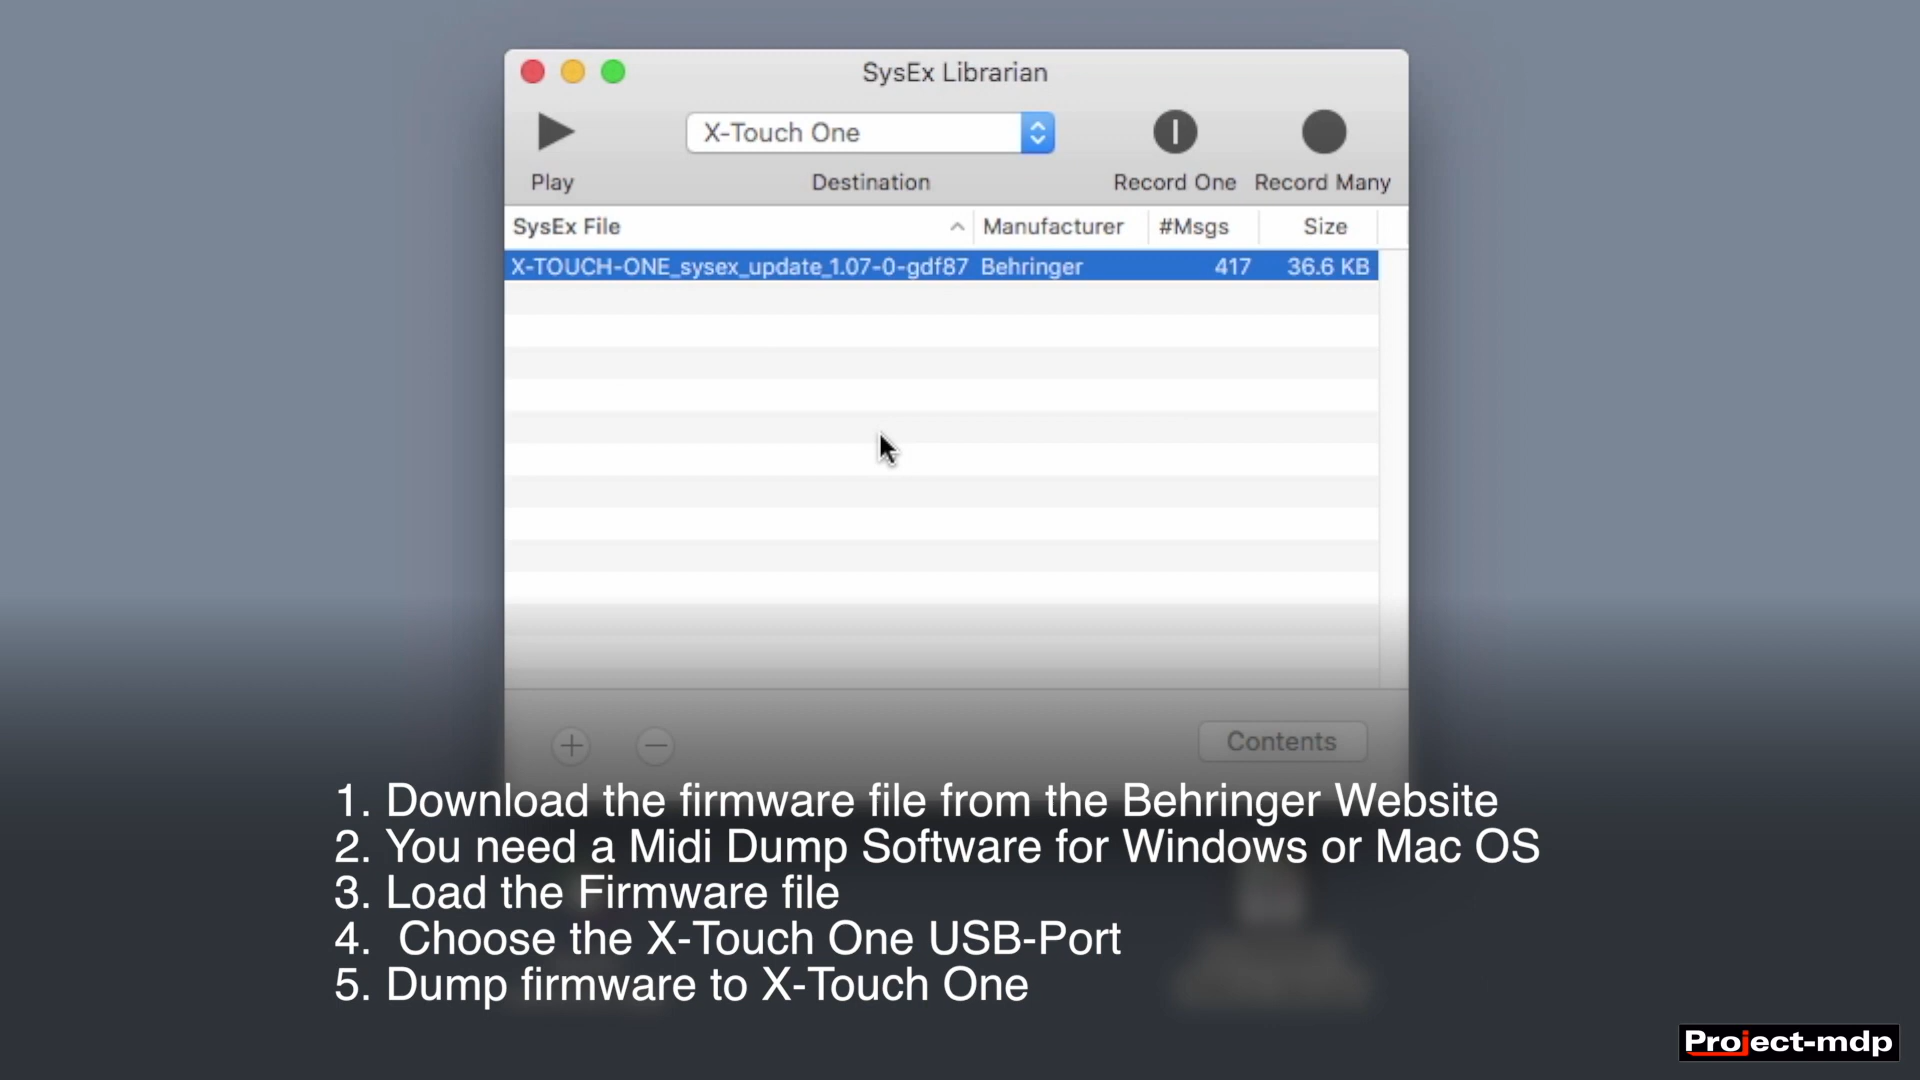 SysEx Librarian
X-Touch One
Play
Destination
Record One
Record Many
SysEx File Manufacturer #Msgs Size
X-TOUCH-ONE_sysex_update_1.07-0-gdf87 Behringer 417 36.6 KB
Contents
1. Download the firmware file from the Behringer Website
2. You need a Midi Dump Software for Windows or Mac OS
3. Load the Firmware file
4. Choose the X-Touch One USB-Port
5. Dump firmware to X-Touch One
Project-mdp